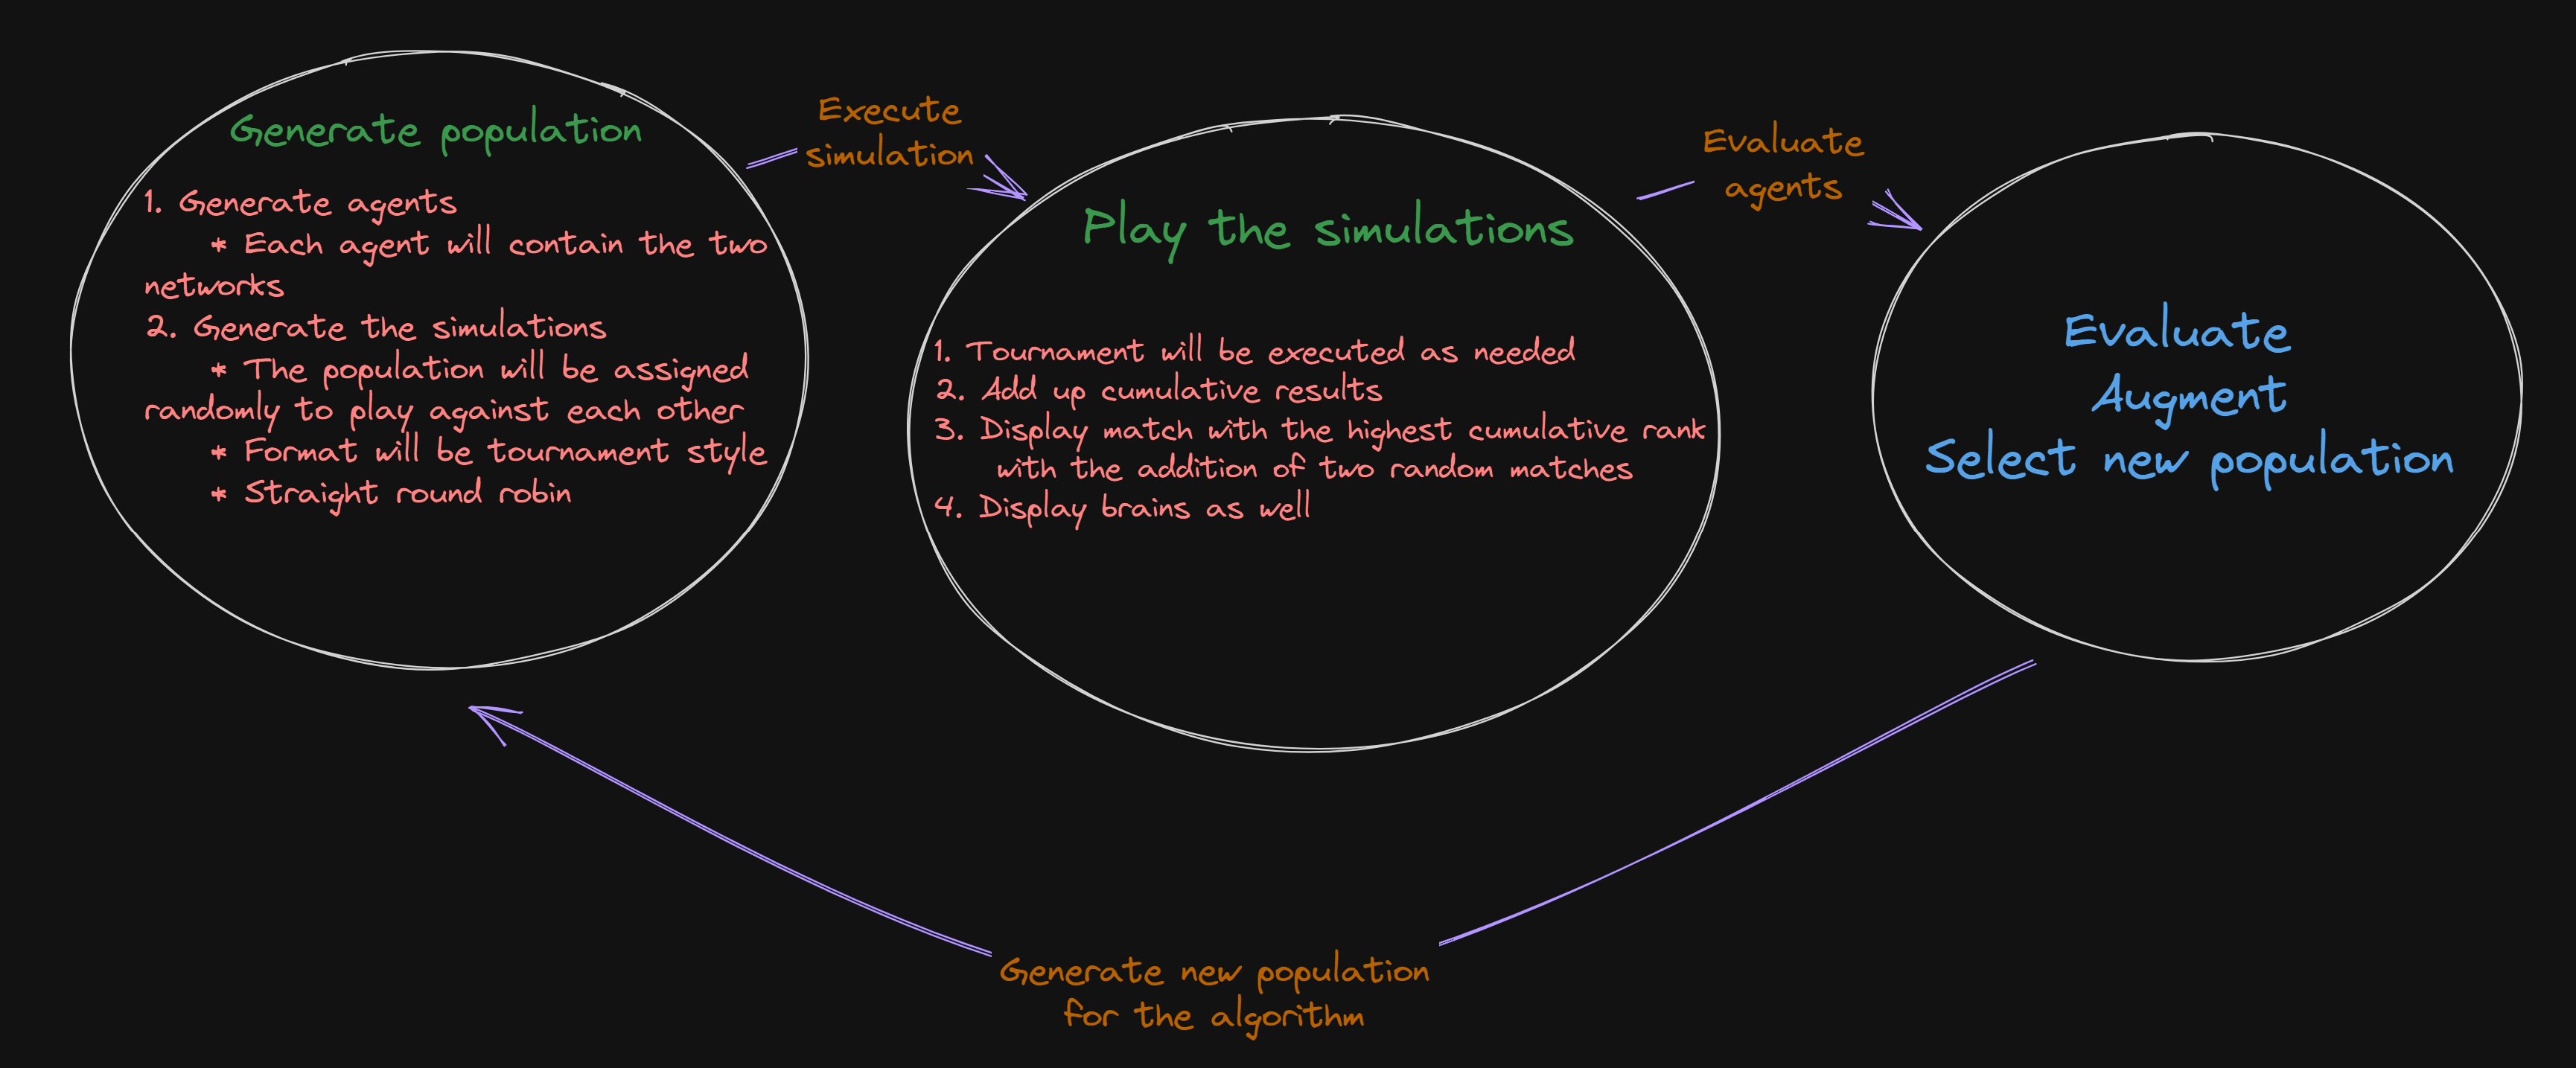 Generate population
1. Generate agents
* Each agent will contain the two
networks
2. Generate the simulations
* The population will be assigned
randomly to play against each other
* Format will be tournament style
* Straight round robin
Execute
simulation
Play the simulations
1. Tournament will be executed as needed
2. Add up cumulative results
3. Display match with the highest cumulative rank
with the addition of two random matches
4. Display brains as well
Evaluate
agents
Evaluate
Augment
Select new population
Generate new population
for the algorithm